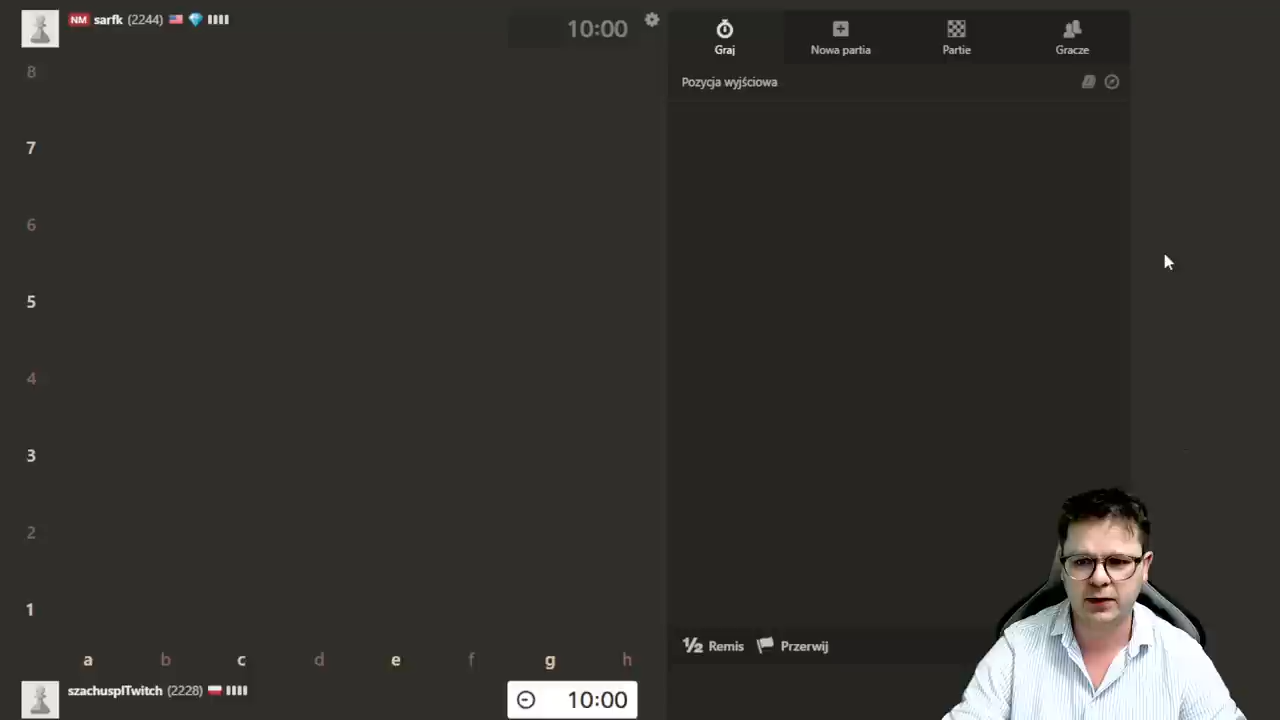 NM sarfk (2244)
10:00
Graj
Nowa partia
Partie
Gracze
Pozycja wyjściowa
8
7
6
5
4
3
2
1
a b c d e f g h
½ Remis
Przerwij
szachusplTwitch (2228)
10:00